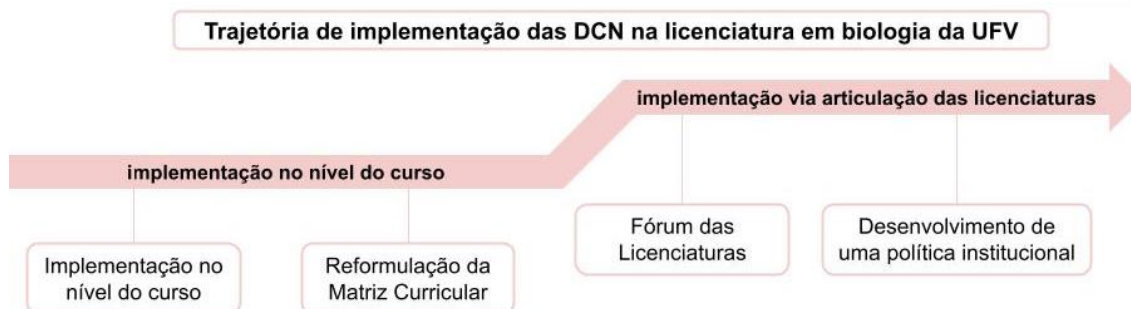 Trajetória de implementação das DCN na licenciatura em biologia da UFV
implementação via articulação das licenciaturas
implementação no nível do curso
Fórum das
Licenciaturas
Desenvolvimento de
uma política institucional
Implementação no
nível do curso
Reformulação da
Matriz Curricular